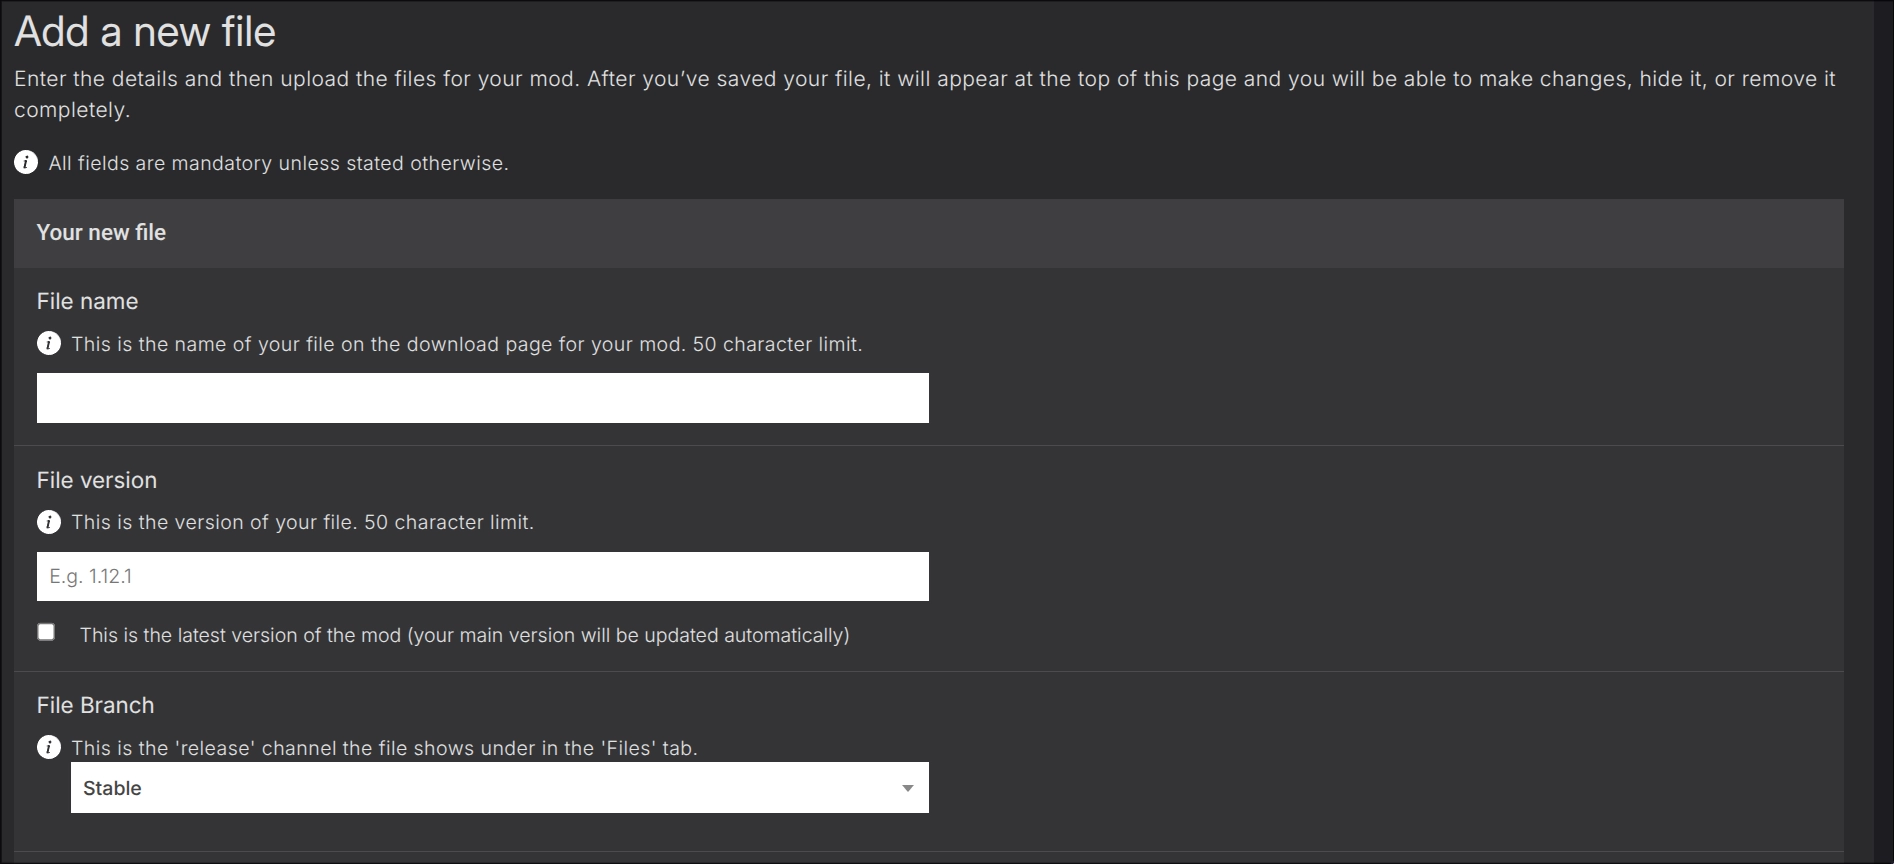 Add a new file
Enter the details and then upload the files for your mod. After you’ve saved your file, it will appear at the top of this page and you will be able to make changes, hide it, or remove it
completely.
i All fields are mandatory unless stated otherwise.
Your new file
File name
i This is the name of your file on the download page for your mod. 50 character limit.
File version
i This is the version of your file. 50 character limit.
E.g. 1.12.1
This is the latest version of the mod (your main version will be updated automatically)
File Branch
i This is the 'release' channel the file shows under in the 'Files' tab.
Stable